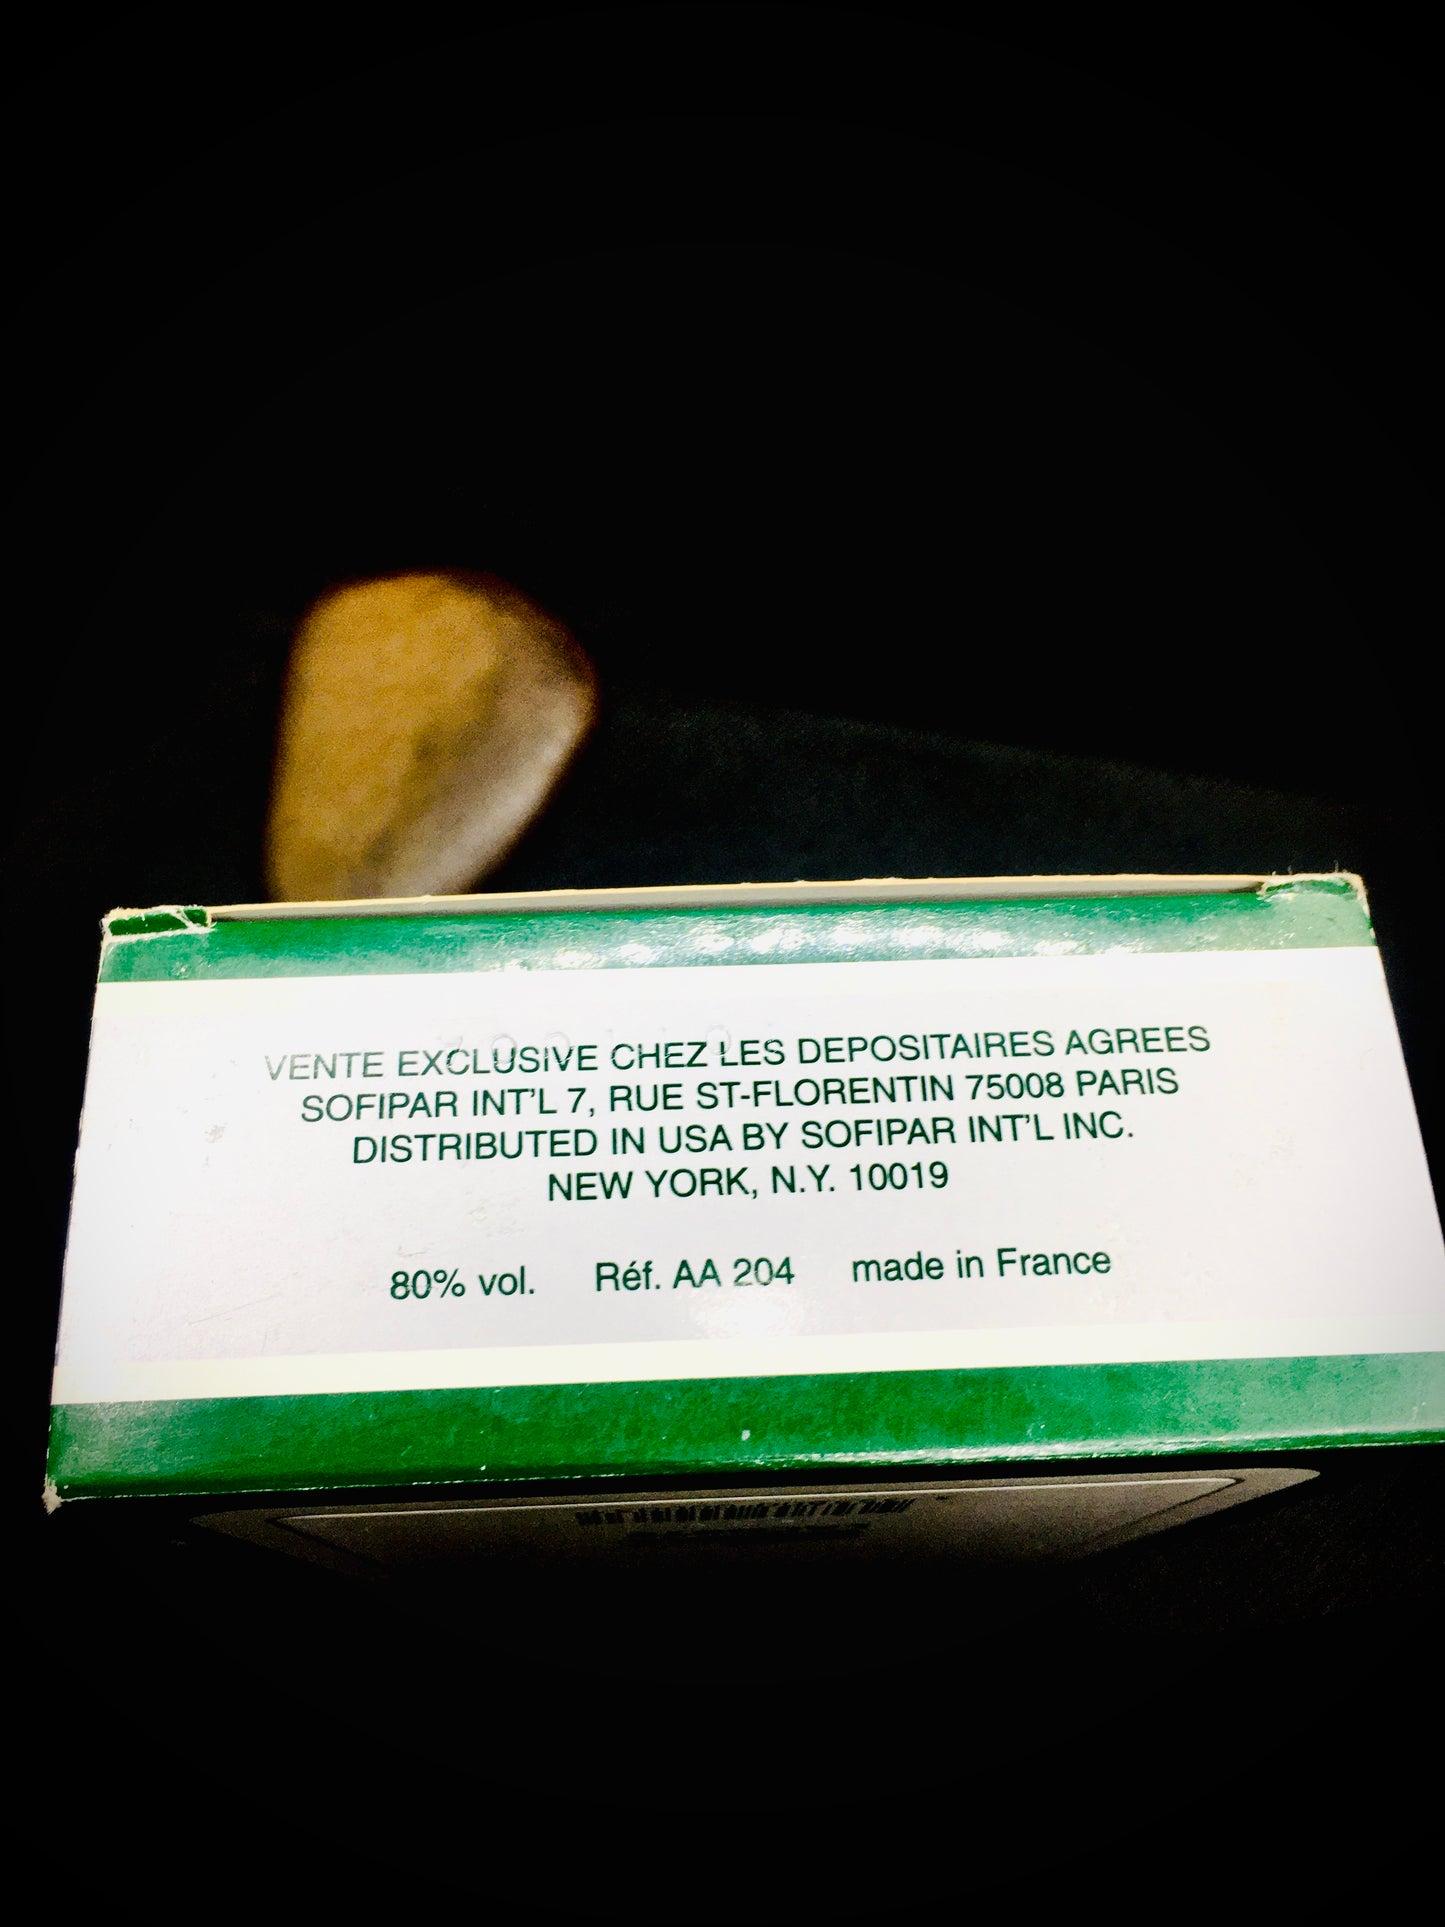 VENTE EXCLUSIVE CHEZ LES DEPOSITAIRES AGREES
SOFIPAR INT'L 7, RUE ST-FLORENTIN 75008 PARIS
DISTRIBUTED IN USA BY SOFIPAR INT'L INC.
NEW YORK, N.Y. 10019
80% vol. Réf. AA 204 made in France